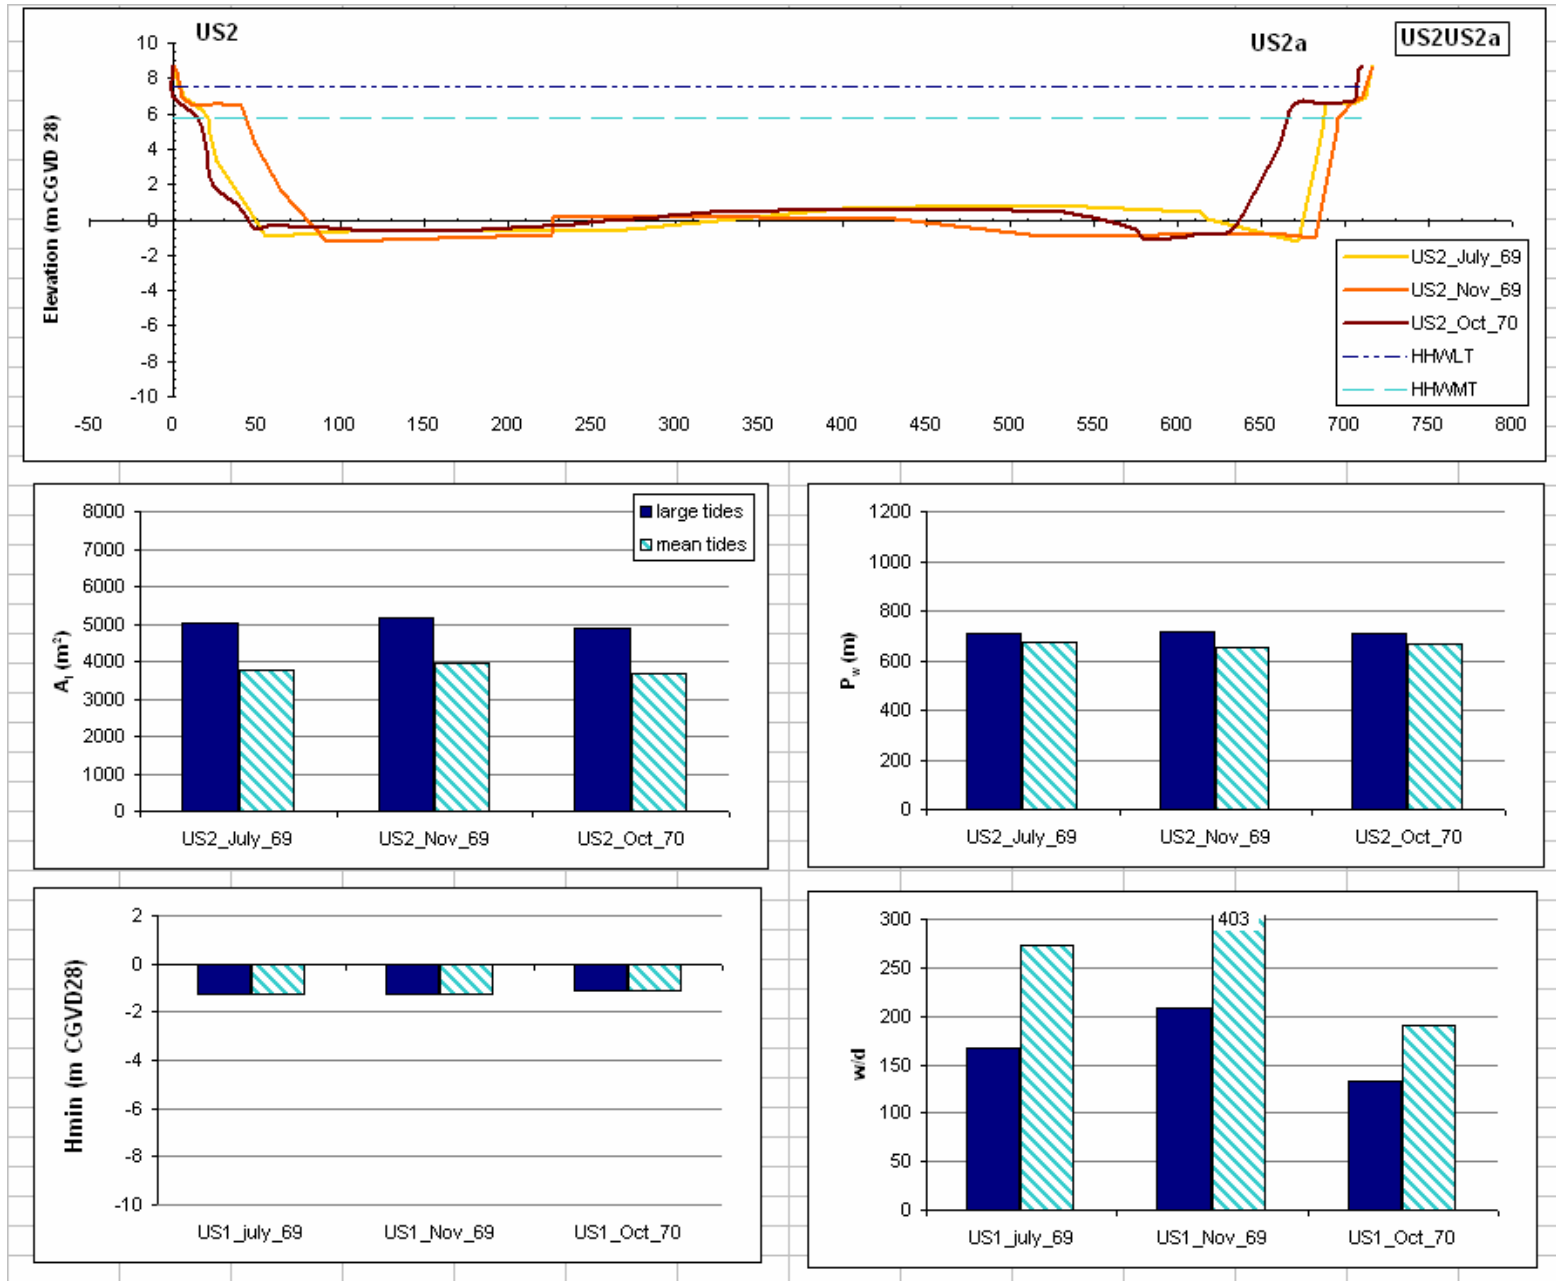 US2
US2a
US2US2a
Elevation (m CGVD 28)
10
8
6
4
2
0
-2
-4
-6
-8
-10
-50 0 50 100 150 200 250 300 350 400 450 500 550 600 650 700 750 800
US2_July_69
US2_Nov_69
US2_Oct_70
HHWLT
HHWMT
A_l (m²)
8000
7000
6000
5000
4000
3000
2000
1000
0
large tides
mean tides
US2_July_69 US2_Nov_69 US2_Oct_70
P_w (m)
1200
1000
800
600
400
200
0
US2_July_69 US2_Nov_69 US2_Oct_70
Hmin (m CGVD28)
2
0
-2
-4
-6
-8
-10
US1_july_69 US1_Nov_69 US1_Oct_70
w/d
300
250
200
150
100
50
0
403
US1_july_69 US1_Nov_69 US1_Oct_70